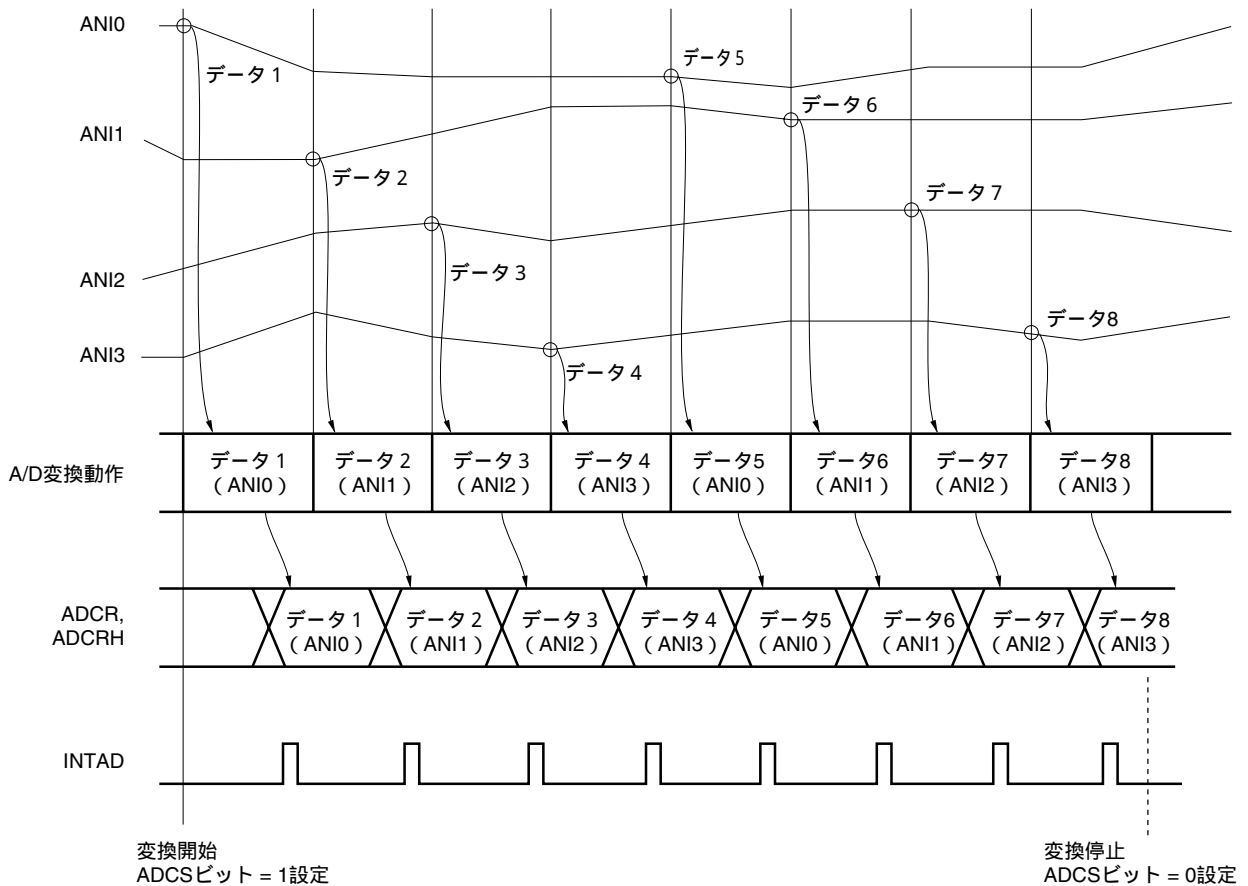 ANI0
データ 1
データ 5
データ 6
ANI1
データ 2
データ 7
ANI2
データ 3
データ8
ANI3
データ 4
A/D変換動作
データ 1
（ANI0）
データ 2
（ANI1）
データ 3
（ANI2）
データ 4
（ANI3）
データ5
（ANI0）
データ6
（ANI1）
データ7
（ANI2）
データ8
（ANI3）
ADCR,
ADCRH
データ 1
（ANI0）
データ 2
（ANI1）
データ 3
（ANI2）
データ 4
（ANI3）
データ5
（ANI0）
データ6
（ANI1）
データ7
（ANI2）
データ8
（ANI3）
INTAD
変換開始
ADCSビット = 1設定
変換停止
ADCSビット = 0設定